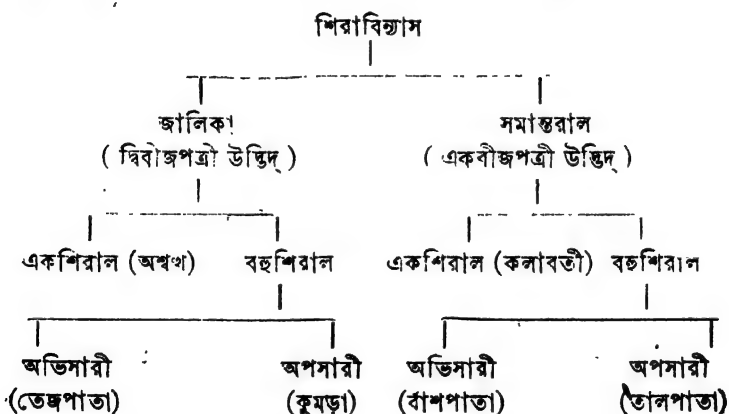 শিরাবিন্যাস
জালিকা সমান্তরাল
( দ্বিবীজপত্রী উদ্ভিদ্ ) ( একবীজপত্রী উদ্ভিদ্ )
একশিরাল (অশ্বত্থ) বহুশিরাল একশিরাল (কলাবতী) বহুশিরাল
অভিসারী অপসারী অভিসারী অপসারী
(তেজপাতা) (কুমড়া) (বাঁশপাতা) (তালপাতা)